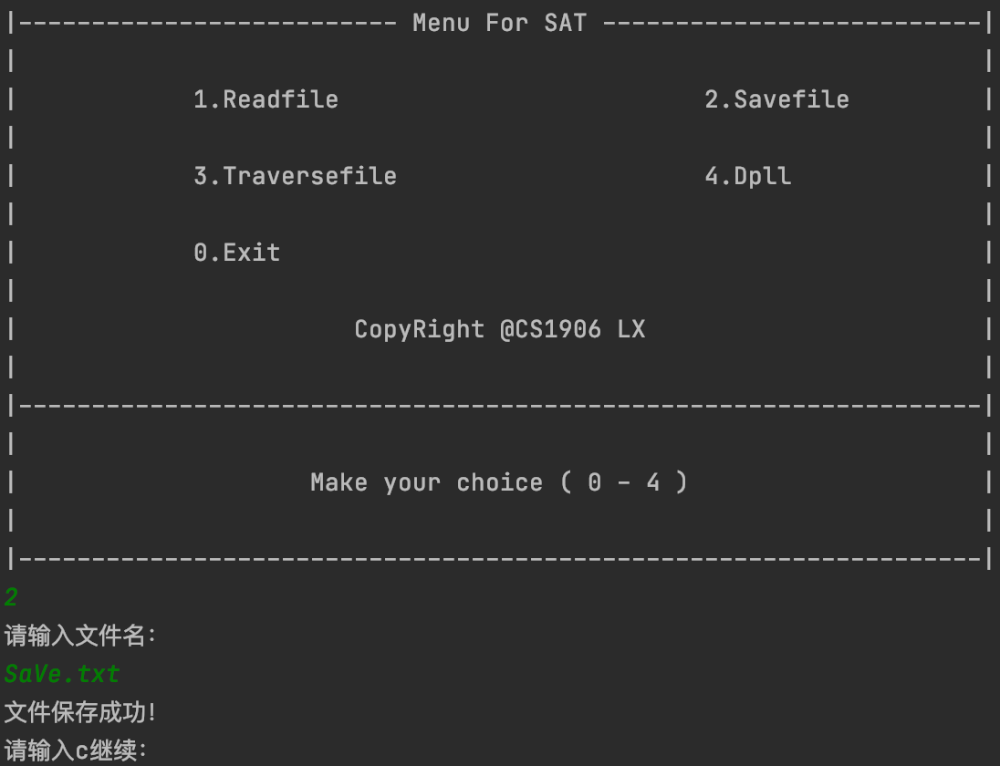 |-------------------------- Menu For SAT --------------------------|
1.Readfile 2.Savefile
3.Traversefile 4.Dpll
0.Exit
CopyRight @CS1906 LX
|------------------------------------------------------------------|
Make your choice ( 0 - 4 )
|------------------------------------------------------------------|
2
请输入文件名:
SaVe.txt
文件保存成功!
请输入c继续: